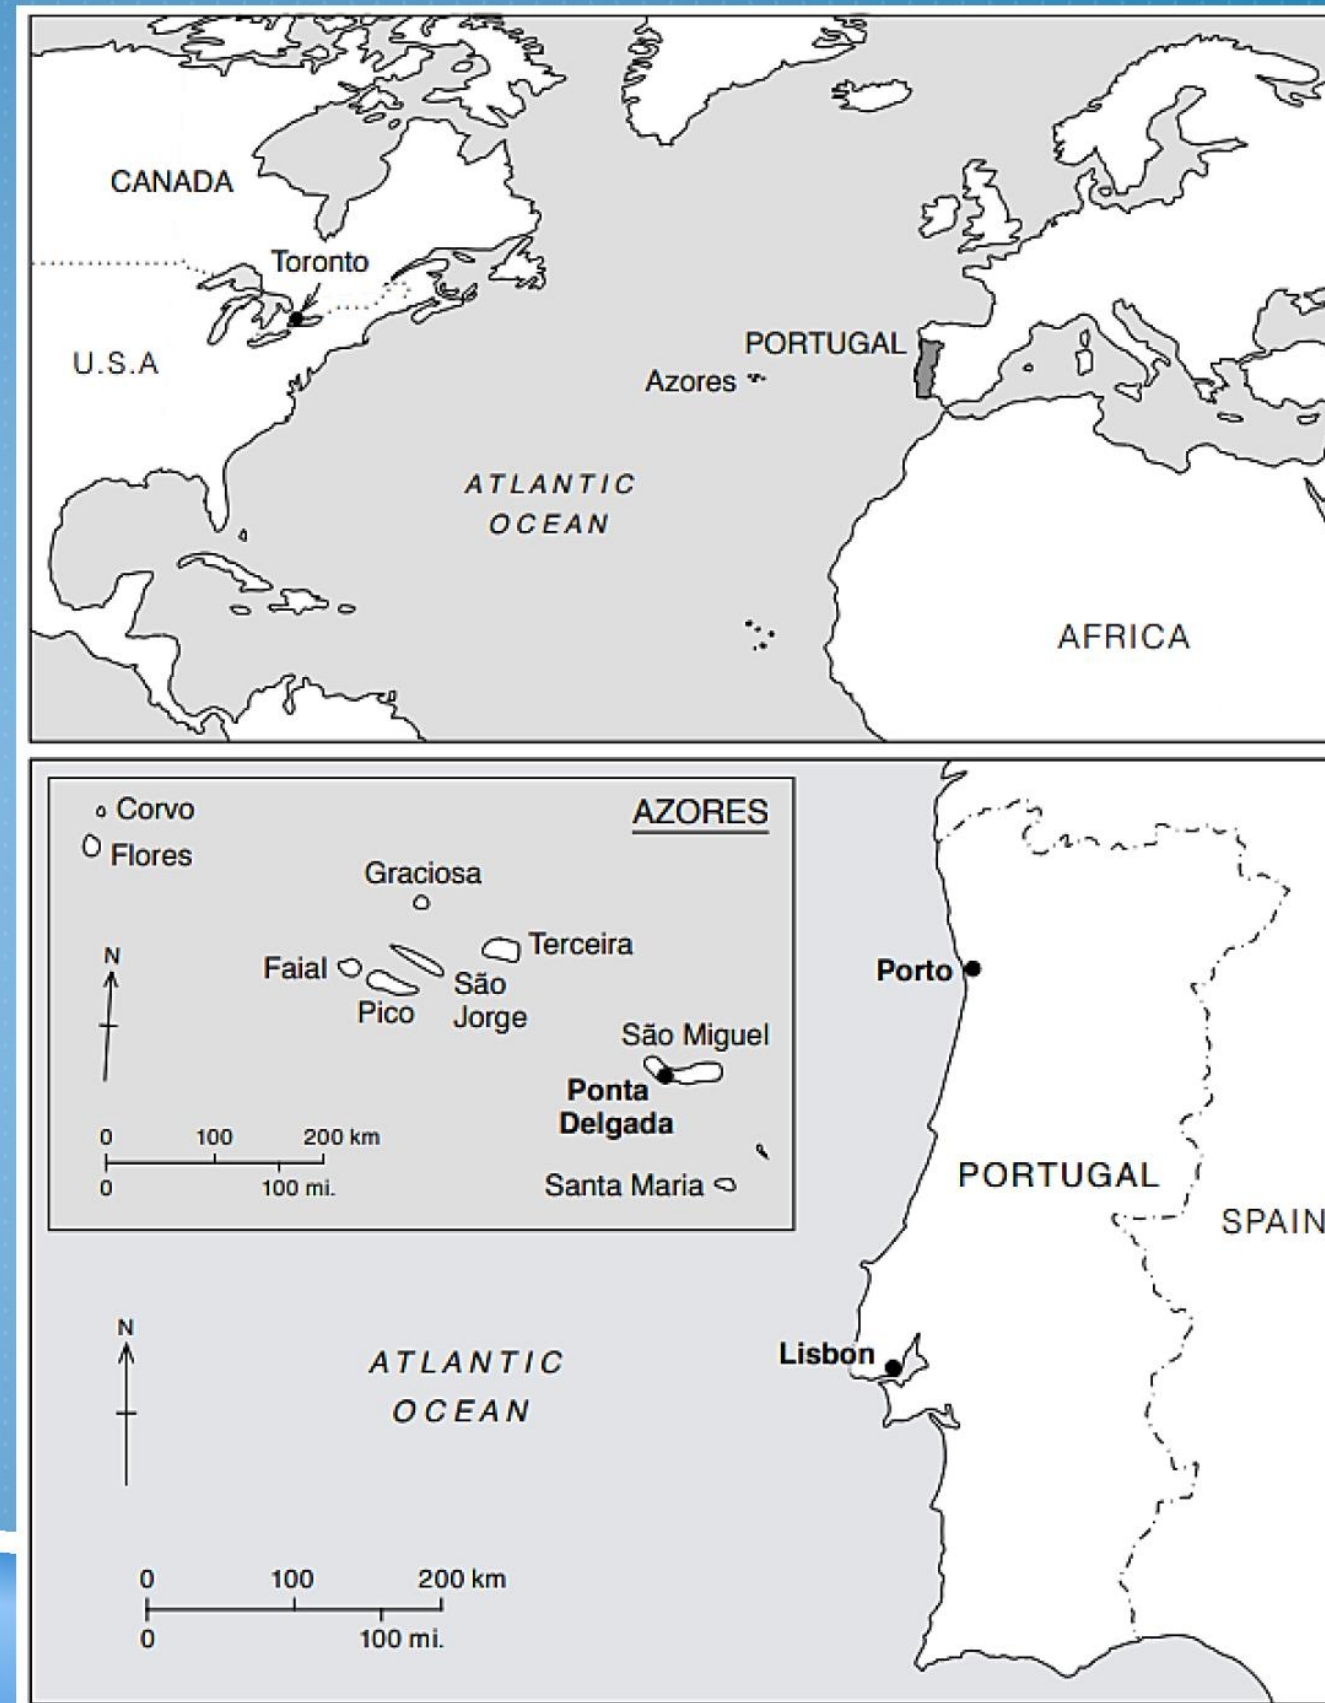 CANADA
Toronto
U.S.A
PORTUGAL
Azores
ATLANTIC
OCEAN
AFRICA
AZORES
Corvo
Flores
Graciosa
Terceira
Faial
São
Jorge
Pico
São Miguel
Ponta
Delgada
Santa Maria
N
0 100 200 km
0 100 mi.
Porto
PORTUGAL
SPAIN
Lisbon
N
ATLANTIC
OCEAN
0 100 200 km
0 100 mi.